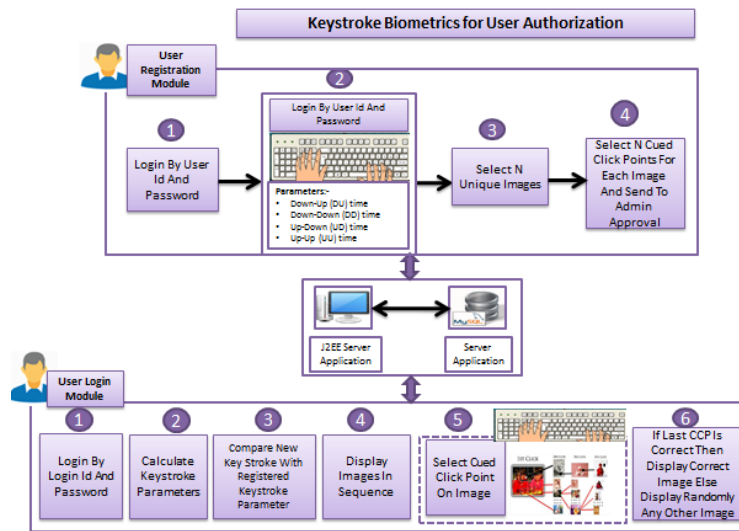 Keystroke Biometrics for User Authorization
User
Registration
Module
1
Login By User
Id And
Password
2
Login By User Id And
Password
Parameters:-
• Down-Up (DU) time
• Down-Down (DD) time
• Up-Down (UD) time
• Up-Up (UU) time
3
Select N
Unique Images
4
Select N Cued
Click Points For
Each Image
And Send To
Admin
Approval
MySQL
J2EE Server
Application
Server
Application
User Login
Module
1
Login By
Login Id And
Password
2
Calculate
Keystroke
Parameters
3
Compare New
Key Stroke With
Registered
Keystroke
Parameter
4
Display
Images In
Sequence
5
Select Cued
Click Point
On Image
6
If Last CCP Is
Correct Then
Display Correct
Image Else
Display Randomly
Any Other Image